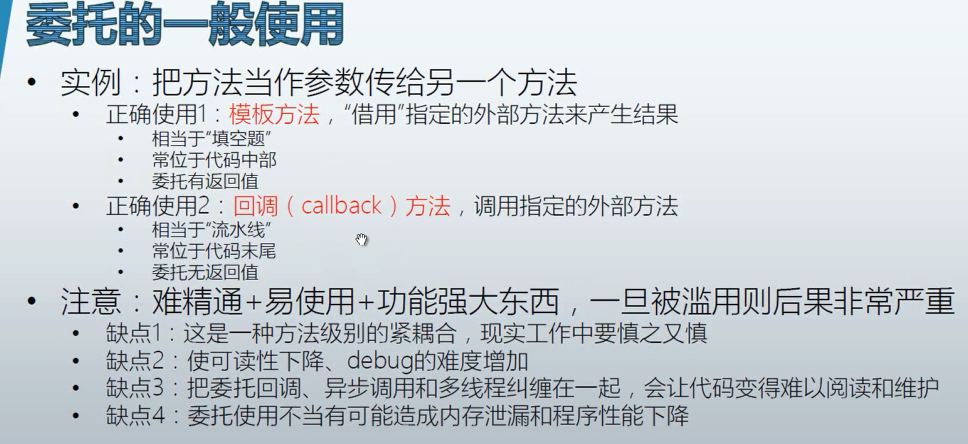 委托的一般使用
• 实例：把方法当作参数传给另一个方法
• 正确使用1：模板方法，“借用”指定的外部方法来产生结果
• 相当于“填空题”
• 常位于代码中部
• 委托有返回值
• 正确使用2：回调（callback）方法，调用指定的外部方法
• 相当于“流水线”
• 常位于代码末尾
• 委托无返回值
• 注意：难精通+易使用+功能强大东西，一旦被滥用则后果非常严重
• 缺点1：这是一种方法级别的紧耦合，现实工作中要慎之又慎
• 缺点2：使可读性下降、debug的难度增加
• 缺点3：把委托回调、异步调用和多线程纠缠在一起，会让代码变得难以阅读和维护
• 缺点4：委托使用不当有可能造成内存泄漏和程序性能下降